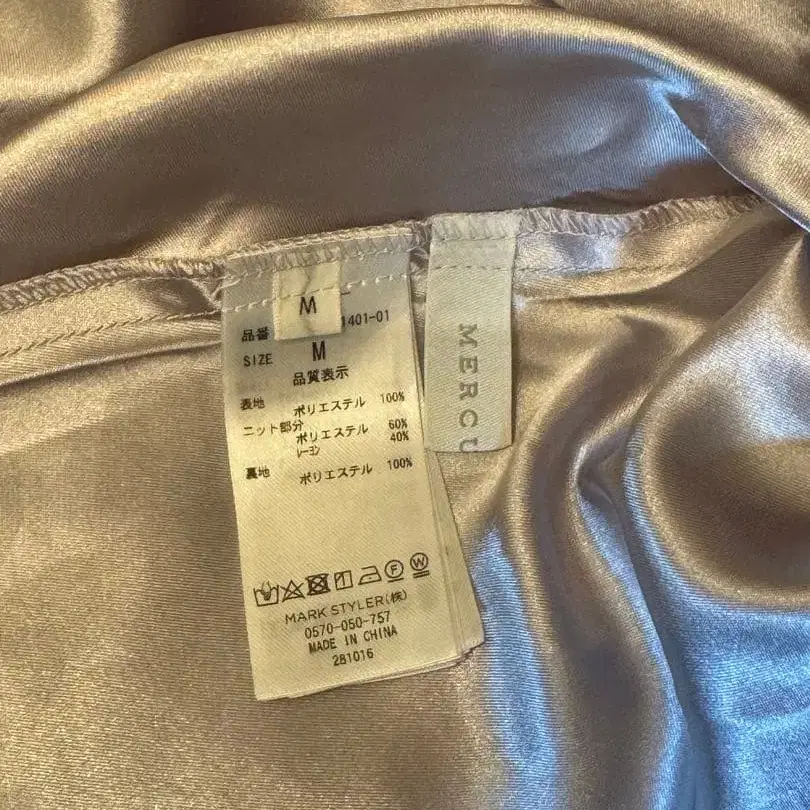 M
品番 1401-01
SIZE M
品質表示
表地 ポリエステル 100%
ニット部分 ポリエステル 60%
レーヨン 40%
裏地 ポリエステル 100%
F W
MARK STYLER(株)
0570-050-757
MADE IN CHINA
281016
MERCU